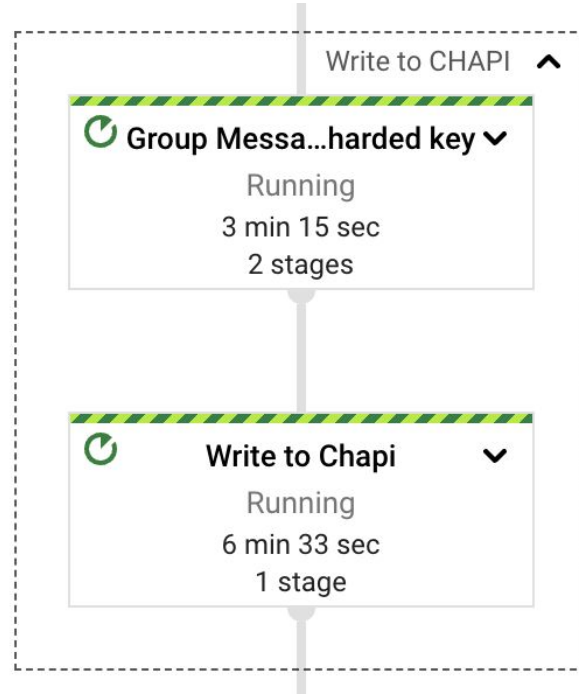 Write to CHAPI
Group Messa...harded key
Running
3 min 15 sec
2 stages
Write to Chapi
Running
6 min 33 sec
1 stage